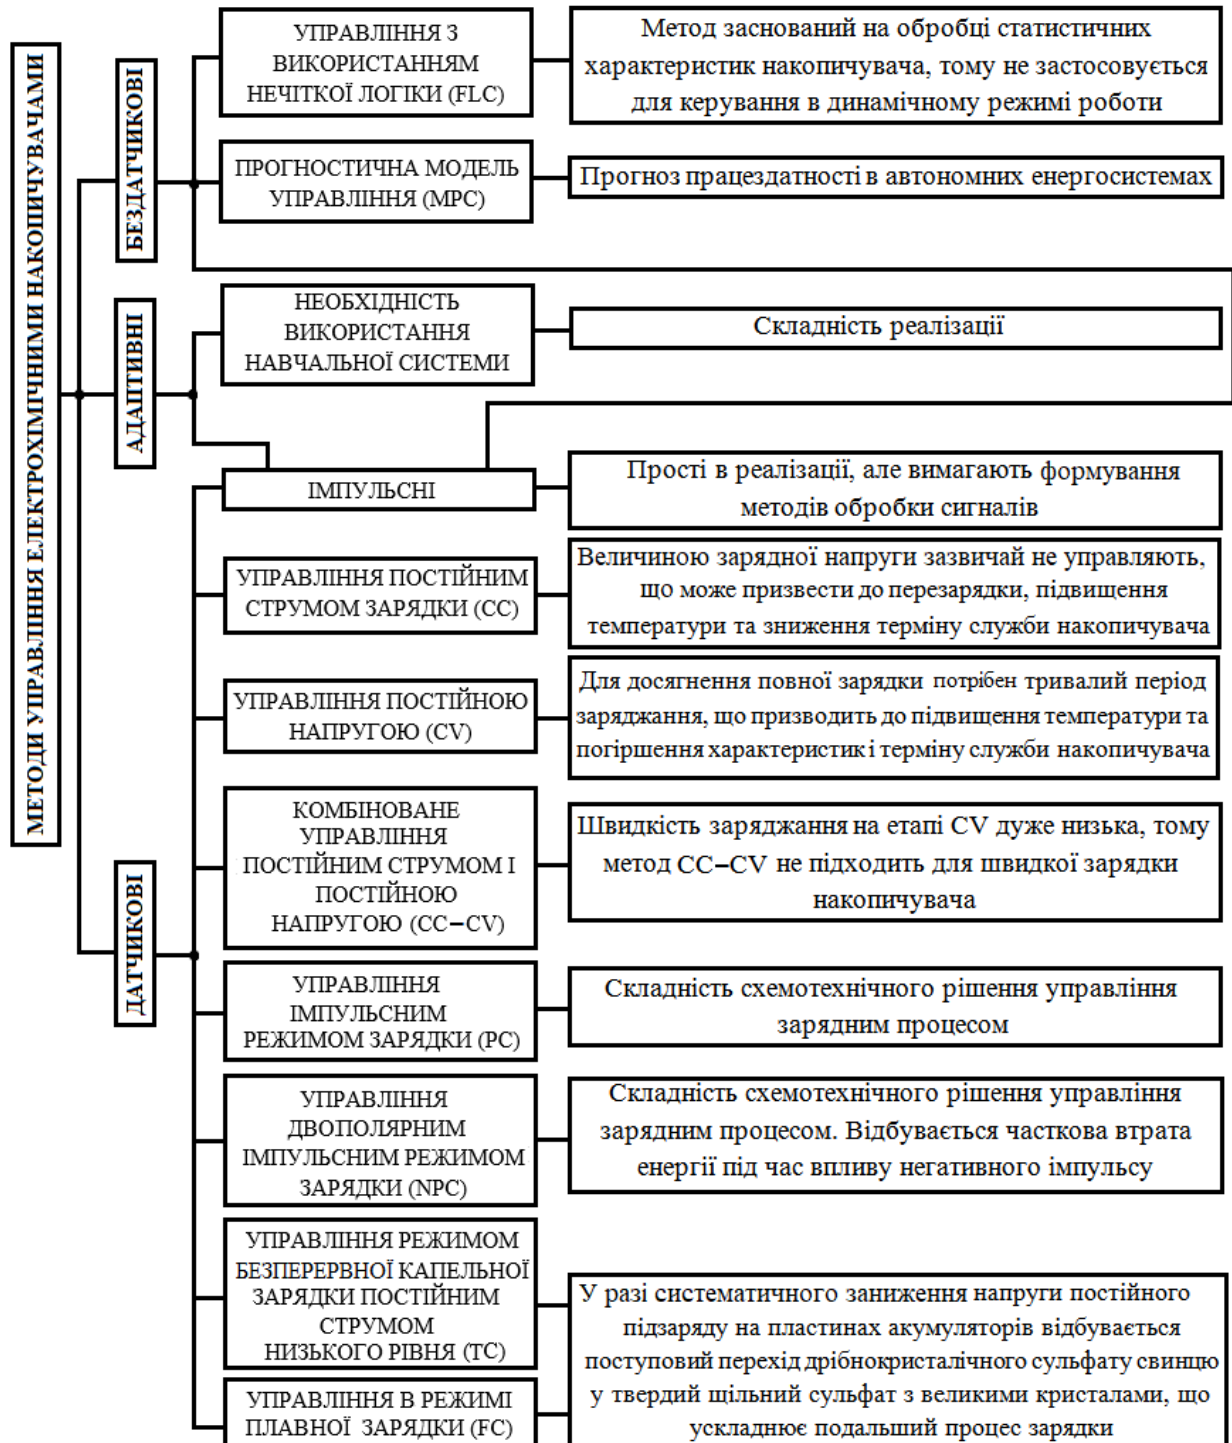 МЕТОДИ УПРАВЛІННЯ ЕЛЕКТРОХІМІЧНИМИ НАКОПИЧУВАЧАМИ
БЕЗДАТЧИКОВІ
УПРАВЛІННЯ З
ВИКОРИСТАННЯМ
НЕЧІТКОЇ ЛОГІКИ (FLC)
Метод заснований на обробці статистичних
характеристик накопичувача, тому не застосовується
для керування в динамічному режимі роботи
ПРОГНОСТИЧНА МОДЕЛЬ
УПРАВЛІННЯ (MPC)
Прогноз працездатності в автономних енергосистемах
АДАПТИВНІ
НЕОБХІДНІСТЬ
ВИКОРИСТАННЯ
НАВЧАЛЬНОЇ СИСТЕМИ
Складність реалізації
ІМПУЛЬСНІ
Прості в реалізації, але вимагають формування
методів обробки сигналів
ДАТЧИКОВІ
УПРАВЛІННЯ ПОСТІЙНИМ
СТРУМОМ ЗАРЯДКИ (CC)
Величиною зарядної напруги зазвичай не управляють,
що може призвести до перезарядки, підвищення
температури та зниження терміну служби накопичувача
УПРАВЛІННЯ ПОСТІЙНОЮ
НАПРУГОЮ (CV)
Для досягнення повної зарядки потрібен тривалий період
заряджання, що призводить до підвищення температури та
погіршення характеристик і терміну служби накопичувача
КОМБІНОВАНЕ
УПРАВЛІННЯ
ПОСТІЙНИМ СТРУМОМ І
ПОСТІЙНОЮ
НАПРУГОЮ (CC–CV)
Швидкість заряджання на етапі CV дуже низька, тому
метод CC–CV не підходить для швидкої зарядки
накопичувача
УПРАВЛІННЯ
ІМПУЛЬСНИМ
РЕЖИМОМ ЗАРЯДКИ (PC)
Складність схемотехнічного рішення управління
зарядним процесом
УПРАВЛІННЯ
ДВОПОЛЯРНИМ
ІМПУЛЬСНИМ РЕЖИМОМ
ЗАРЯДКИ (NPC)
Складність схемотехнічного рішення управління
зарядним процесом. Відбувається часткова втрата
енергії під час впливу негативного імпульсу
УПРАВЛІННЯ РЕЖИМОМ
БЕЗПЕРЕРВНОЇ КАПЕЛЬНОЇ
ЗАРЯДКИ ПОСТІЙНИМ
СТРУМОМ
НИЗЬКОГО РІВНЯ (TC)
УПРАВЛІННЯ В РЕЖИМІ
ПЛАВНОЇ ЗАРЯДКИ (FC)
У разі систематичного заниження напруги постійного
підзаряду на пластинах акумуляторів відбувається
поступовий перехід дрібнокристалічного сульфату свинцю
у твердий щільний сульфат з великими кристалами, що
ускладнює подальший процес зарядки